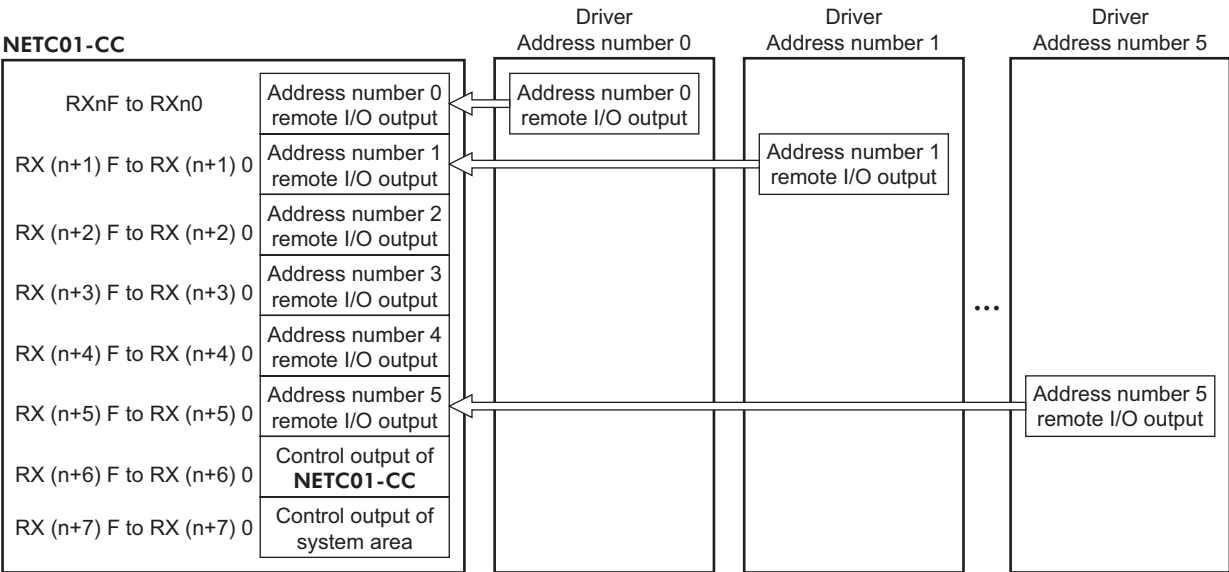 NETC01-CC
Driver
Address number 0
Driver
Address number 1
Driver
Address number 5
RXnF to RXn0
Address number 0
remote I/O output
Address number 0
remote I/O output
RX (n+1) F to RX (n+1) 0
Address number 1
remote I/O output
Address number 1
remote I/O output
RX (n+2) F to RX (n+2) 0
Address number 2
remote I/O output
RX (n+3) F to RX (n+3) 0
Address number 3
remote I/O output
...
RX (n+4) F to RX (n+4) 0
Address number 4
remote I/O output
RX (n+5) F to RX (n+5) 0
Address number 5
remote I/O output
Address number 5
remote I/O output
RX (n+6) F to RX (n+6) 0
Control output of
NETC01-CC
RX (n+7) F to RX (n+7) 0
Control output of
system area